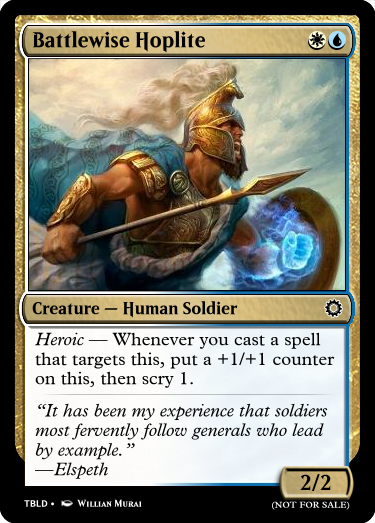 Battlewise Hoplite
Creature — Human Soldier
Heroic — Whenever you cast a spell
that targets this, put a +1/+1 counter
on this, then scry 1.
“It has been my experience that soldiers
most fervently follow generals who lead
by example.”
—Elspeth
2/2
TBLD • Willian Murai
(NOT FOR SALE)